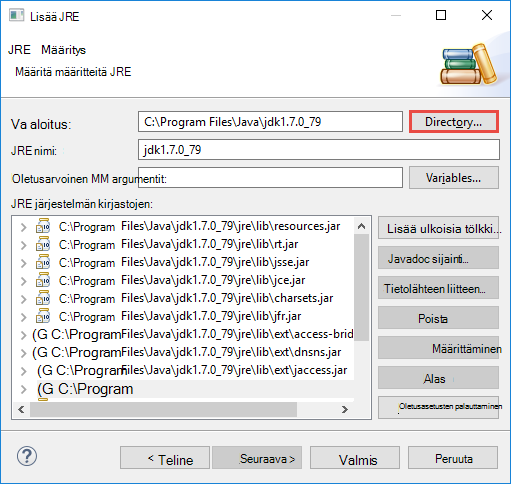 Lisää JRE
JRE Määritys
Määritä määritteitä JRE
Va aloitus:
C:\Program Files\Java\jdk1.7.0_79
Directory...
JRE nimi:
jdk1.7.0_79
Oletusarvoinen MM argumentit:
Variables...
JRE järjestelmän kirjastojen:
C:\Program Files\Java\jdk1.7.0_79\jre\lib\resources.jar
C:\Program Files\Java\jdk1.7.0_79\jre\lib\rt.jar
C:\Program Files\Java\jdk1.7.0_79\jre\lib\jsse.jar
C:\Program Files\Java\jdk1.7.0_79\jre\lib\jce.jar
C:\Program Files\Java\jdk1.7.0_79\jre\lib\charsets.jar
C:\Program Files\Java\jdk1.7.0_79\jre\lib\jfr.jar
(G C:\Program Files\Java\jdk1.7.0_79\jre\lib\ext\access-brid
(G C:\Program Files\Java\jdk1.7.0_79\jre\lib\ext\dnsns.jar
(G C:\Program Files\Java\jdk1.7.0_79\jre\lib\ext\jaccess.jar
(G C:\Program
Lisää ulkoisia tölkki...
Javadoc sijainti...
Tietolähteen liitteen...
Poista
Määrittäminen
Alas
Oletusasetusten palauttaminen
< Teline
Seuraava >
Valmis
Peruuta